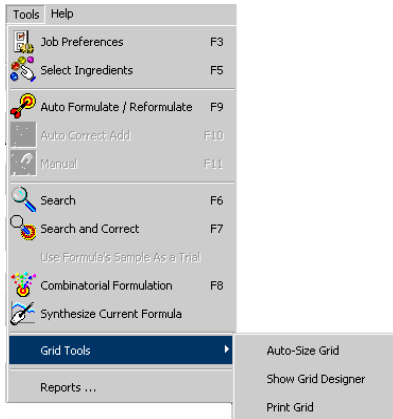 Tools Help
Job Preferences F3
Select Ingredients F5
Auto Formulate / Reformulate F9
Auto Correct Add F10
Manual F11
Search F6
Search and Correct F7
Use Formula's Sample As a Trial
Combinatorial Formulation F8
Synthesize Current Formula
Grid Tools
Auto-Size Grid
Show Grid Designer
Reports ...
Print Grid